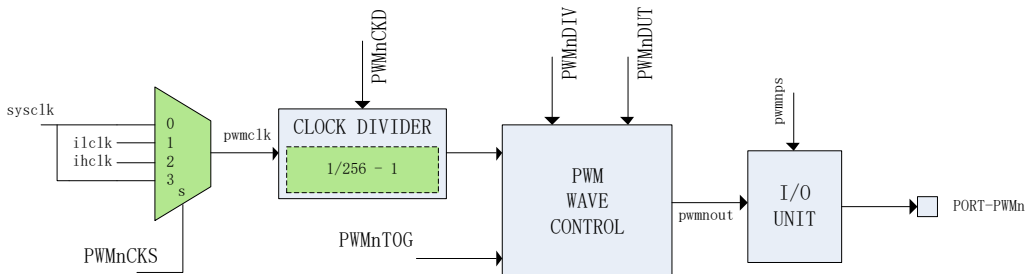 PWMnCKD
PWMnDIV
PWMnDUT
pwmnps
sysclk
0
ilclk
1
ihclk
2
3
s
pwmclk
CLOCK DIVIDER
1/256 - 1
PWM
WAVE
CONTROL
pwmnout
I/O
UNIT
PORT-PWMn
PWMnTOG
PWMnCKS